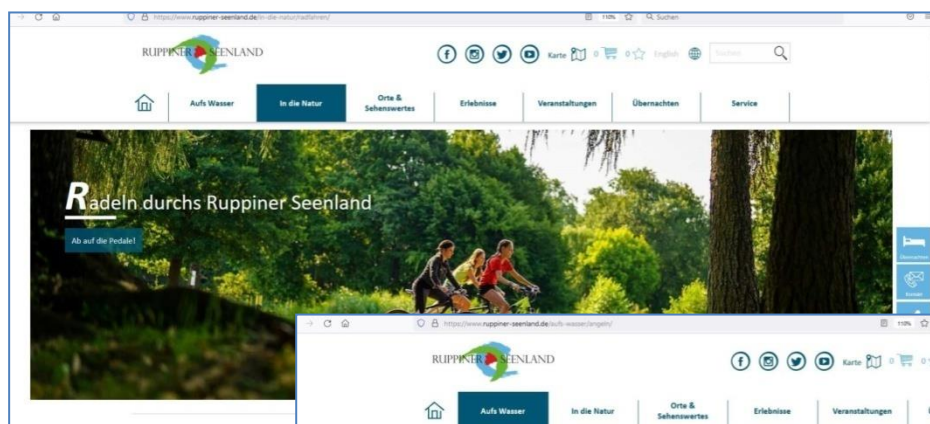 https://www.ruppiner-seenland.de/in-die-natur/radfahren/
110%
Suchen
RUPPINER SEENLAND
Karte
0
0
English
Suchen
Aufs Wasser
In die Natur
Orte &
Sehenswertes
Erlebnisse
Veranstaltungen
Übernachten
Service
Radeln durchs Ruppiner Seenland
Ab auf die Pedale!
Übernachten
Kontakt
https://www.ruppiner-seenland.de/aufs-wasser/angeln/
110%
RUPPINER SEENLAND
Karte
0
0
Aufs Wasser
In die Natur
Orte &
Sehenswertes
Erlebnisse
Veranstaltungen